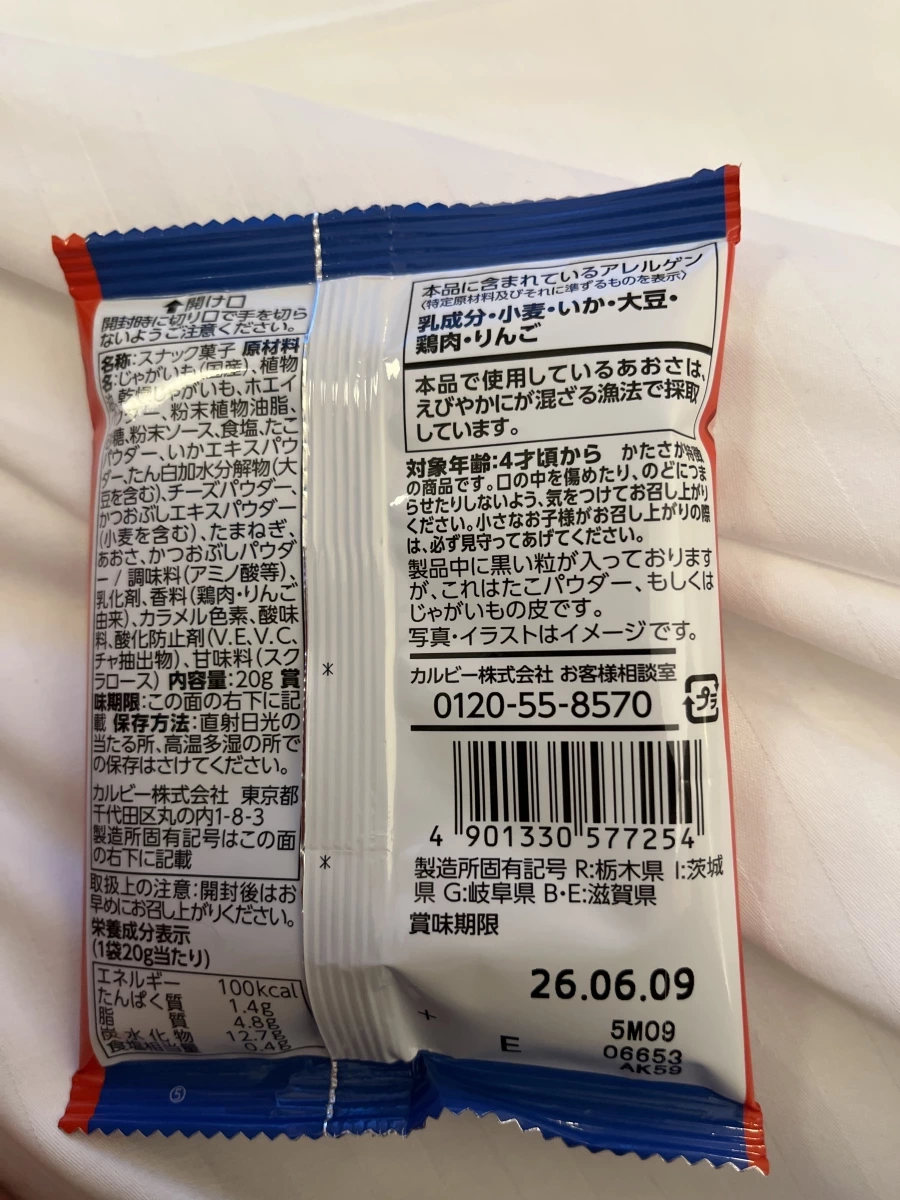 開け口
開封時に切り口で手を切ら
ないようご注意ください。
名称:スナック菓子 原材料
名:じゃがいも(国産)、植物
乾燥じゃがいも、ホエイ
粉末植物油脂、
糖、粉末ソース、食塩、たこ
パウダー、いかエキスパウ
ダー、たん白加水分解物(大
豆を含む)、チーズパウダー、
かつおぶしエキスパウダー
(小麦を含む)、たまねぎ、
あおさ、かつおぶしパウダ
ー / 調味料(アミノ酸等)、
乳化剤、香料(鶏肉・りんご
由来)、カラメル色素、酸味
料、酸化防止剤(V.E、V.C、
チャ抽出物)、甘味料(スク
ラロース) 内容量:20g 賞
味期限:この面の右下に記
載 保存方法:直射日光の
当たる所、高温多湿の所で
の保存はさけてください。
カルビー株式会社 東京都
千代田区丸の内1-8-3
製造所固有記号はこの面
の右下に記載
取扱上の注意:開封後はお
早めにお召し上がりください。
栄養成分表示
(1袋20g当たり)
エネルギー 100kcal
たんぱく質 1.4g
脂質 4.8g
炭水化物 12.7g
食塩相当量 0.4g
⑤
本品に含まれているアレルゲン
〈特定原材料及びそれに準ずるものを表示〉
乳成分・小麦・いか・大豆・
鶏肉・りんご
本品で使用しているあおさは、
えびやかにが混ざる漁法で採取
しています。
対象年齢:4才頃から かたさが特徴
の商品です。口の中を傷めたり、のどにつま
らせたりしないよう、気をつけてお召し上がり
ください。小さなお子様がお召し上がりの際
は、必ず見守ってあげてください。
製品中に黒い粒が入っております
が、これはたこパウダー、もしくは
じゃがいもの皮です。
写真・イラストはイメージです。
カルビー株式会社 お客様相談室
0120-55-8570
プラ
4 901330 577254
製造所固有記号 R:栃木県 I:茨城
県 G:岐阜県 B・E:滋賀県
賞味期限
26.06.09
5M09
E 06653
AK59